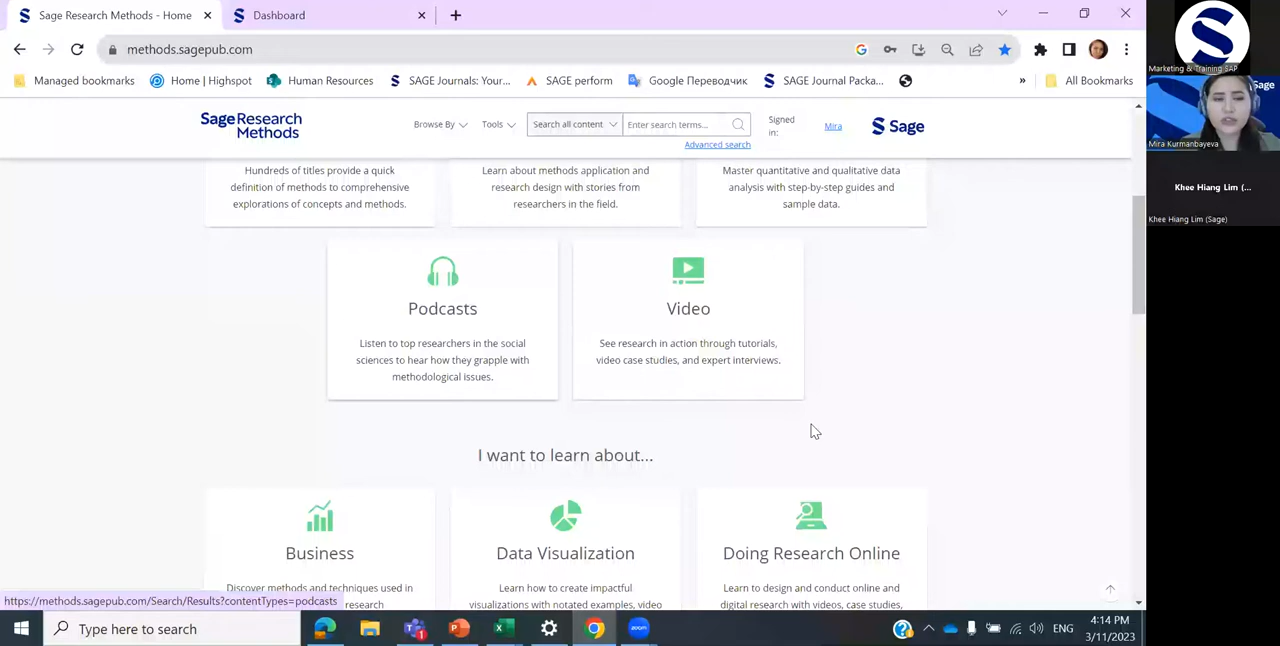 Sage Research Methods - Home
Dashboard
methods.sagepub.com
Managed bookmarks
Home | Highspot
Human Resources
SAGE Journals
SAGE perform
Google Переводчик
SAGE Journal Packa...
»
All Bookmarks
Sage Research
Methods
Browse By
Tools
Search all content
Enter search terms...
Signed
in:
Mira
Sage
Advanced search
Hundreds of titles provide a quick
definition of methods to comprehensive
explorations of concepts and methods.
Learn about methods application and
research design with stories from
researchers in the field.
Master quantitative and qualitative data
analysis with step-by-step guides and
sample data.
Podcasts
Listen to top researchers in the social
sciences to hear how they grapple with
methodological issues.
Video
See research in action through tutorials,
video case studies, and expert interviews.
I want to learn about...
Business
Discover methods and techniques used in
research
Data Visualization
Learn how to create impactful
visualizations with notated examples, video
Doing Research Online
Learn to design and conduct online and
digital research with videos, case studies,
https://methods.sagepub.com/Search/Results?contentTypes=podcasts
Type here to search
ENG
4:14 PM
3/11/2023
Marketing & Training SAP
Sage
Mira Kurmanbayeva
Khee Hiang Lim (...
Khee Hiang Lim (Sage)